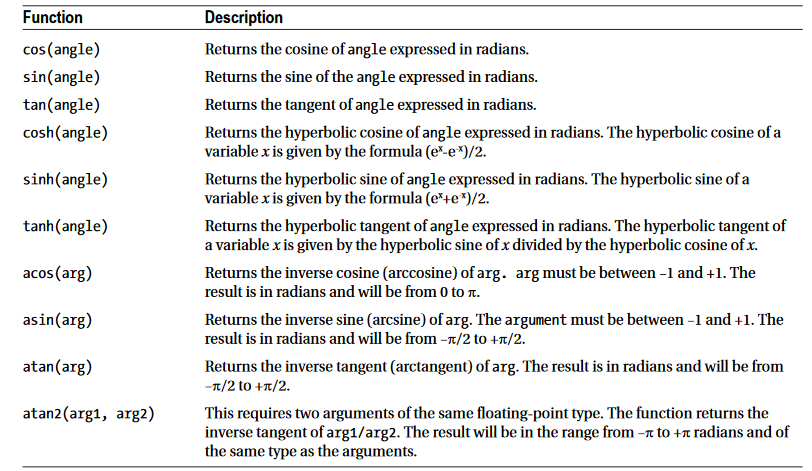 Function Description
cos(angle) Returns the cosine of angle expressed in radians.
sin(angle) Returns the sine of the angle expressed in radians.
tan(angle) Returns the tangent of angle expressed in radians.
cosh(angle) Returns the hyperbolic cosine of angle expressed in radians. The hyperbolic cosine of a
variable x is given by the formula (eˣ-e⁻ˣ)/2.
sinh(angle) Returns the hyperbolic sine of angle expressed in radians. The hyperbolic sine of a
variable x is given by the formula (eˣ+e⁻ˣ)/2.
tanh(angle) Returns the hyperbolic tangent of angle expressed in radians. The hyperbolic tangent of
a variable x is given by the hyperbolic sine of x divided by the hyperbolic cosine of x.
acos(arg) Returns the inverse cosine (arccosine) of arg. arg must be between –1 and +1. The
result is in radians and will be from 0 to π.
asin(arg) Returns the inverse sine (arcsine) of arg. The argument must be between –1 and +1. The
result is in radians and will be from –π/2 to +π/2.
atan(arg) Returns the inverse tangent (arctangent) of arg. The result is in radians and will be from
–π/2 to +π/2.
atan2(arg1, arg2) This requires two arguments of the same floating-point type. The function returns the
inverse tangent of arg1/arg2. The result will be in the range from –π to +π radians and of
the same type as the arguments.